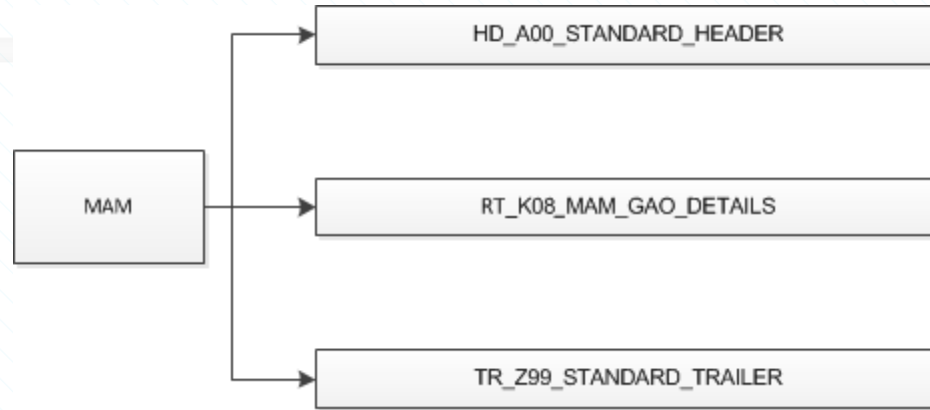 HD_A00_STANDARD_HEADER
MAM
RT_K08_MAM_GAO_DETAILS
TR_Z99_STANDARD_TRAILER